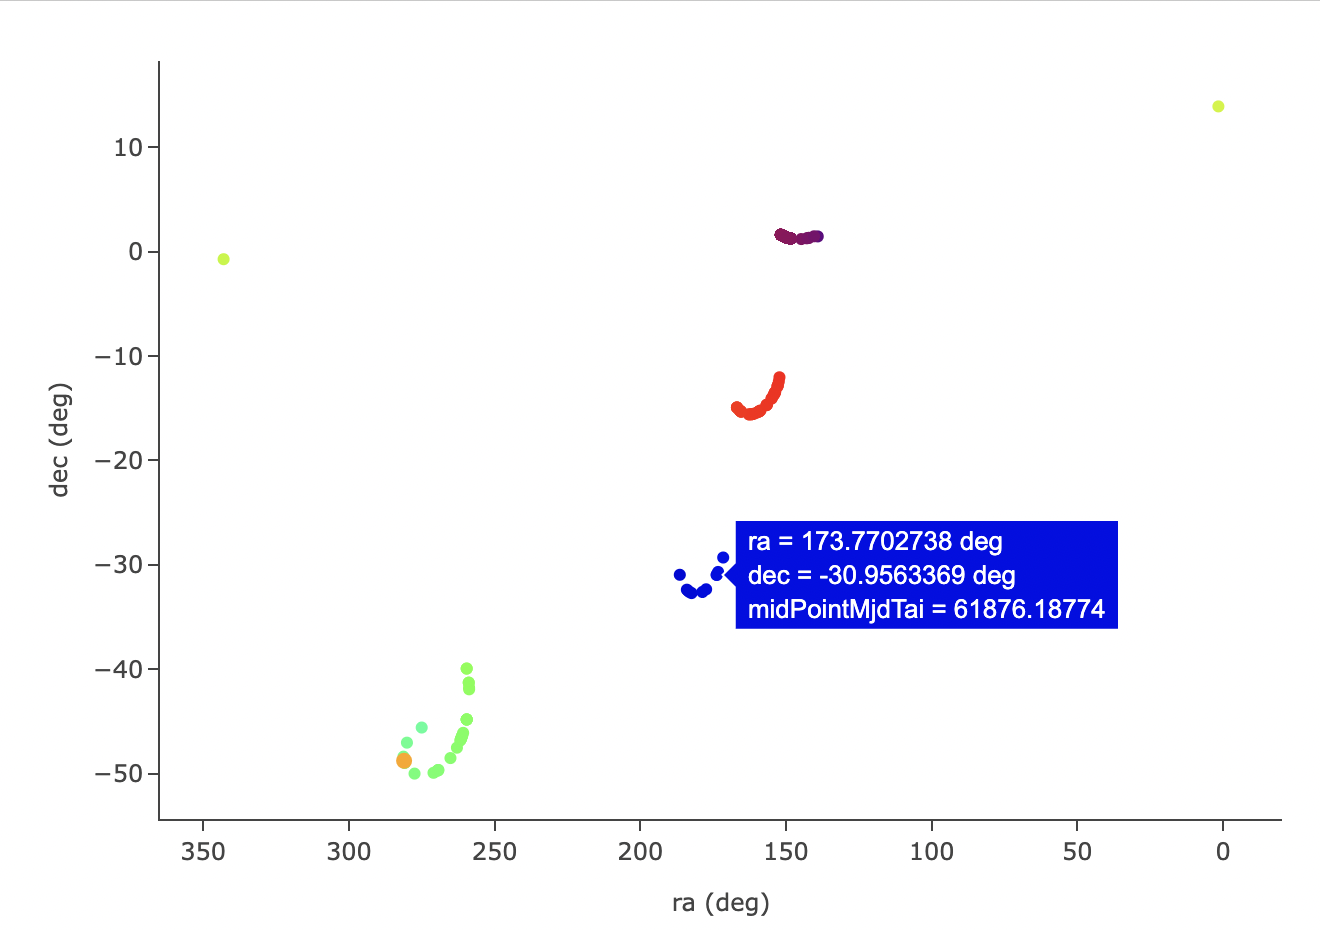 10
0
−10
−20
−30
−40
−50
dec (deg)
ra = 173.7702738 deg
dec = -30.9563369 deg
midPointMjdTai = 61876.18774
350 300 250 200 150 100 50 0
ra (deg)